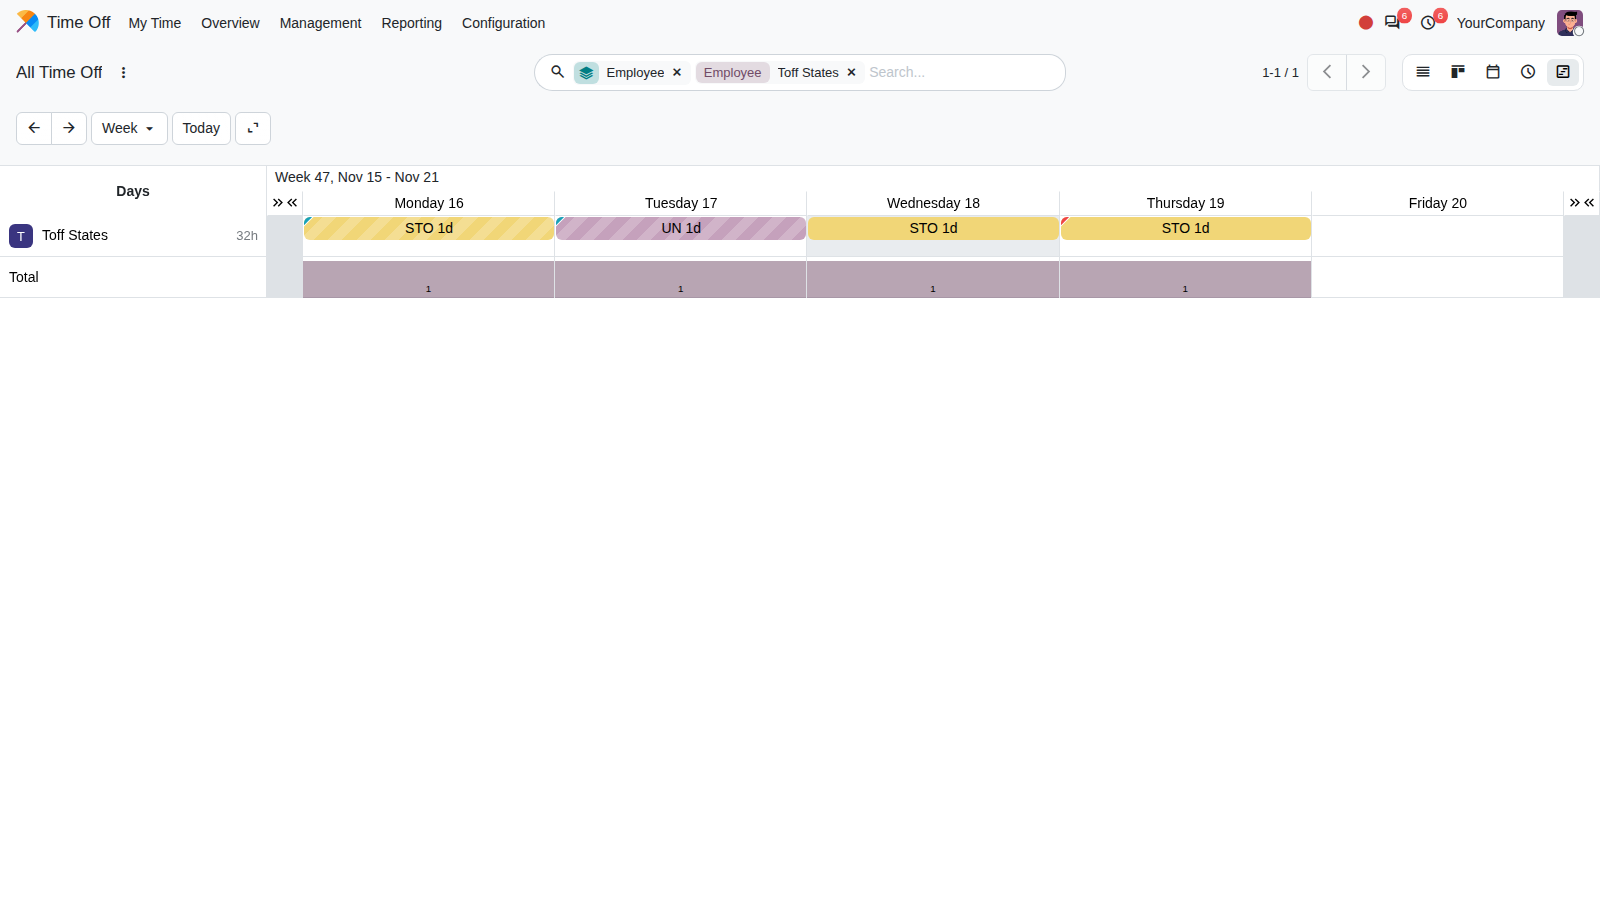 Time Off My Time Overview Management Reporting Configuration 6 6 YourCompany
All Time Off Employee × Employee Toff States × Search... 1-1 / 1
Week Today
Week 47, Nov 15 - Nov 21
Days
Monday 16 Tuesday 17 Wednesday 18 Thursday 19 Friday 20
T Toff States 32h STO 1d UN 1d STO 1d STO 1d
Total 1 1 1 1